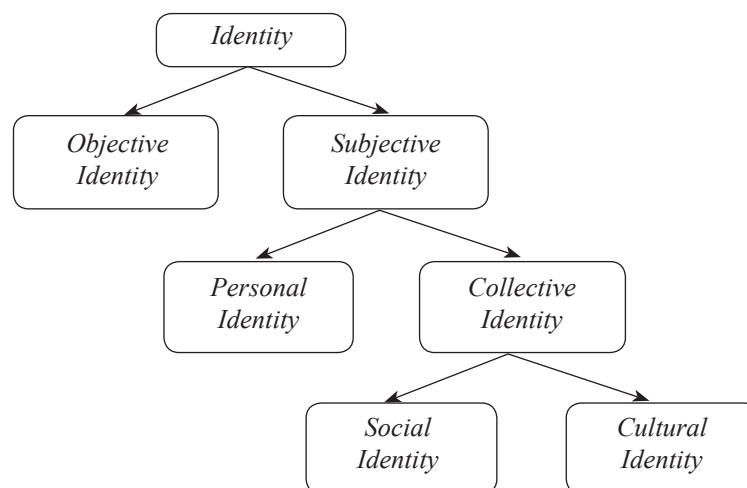 Identity
Objective
Identity
Subjective
Identity
Personal
Identity
Collective
Identity
Social
Identity
Cultural
Identity